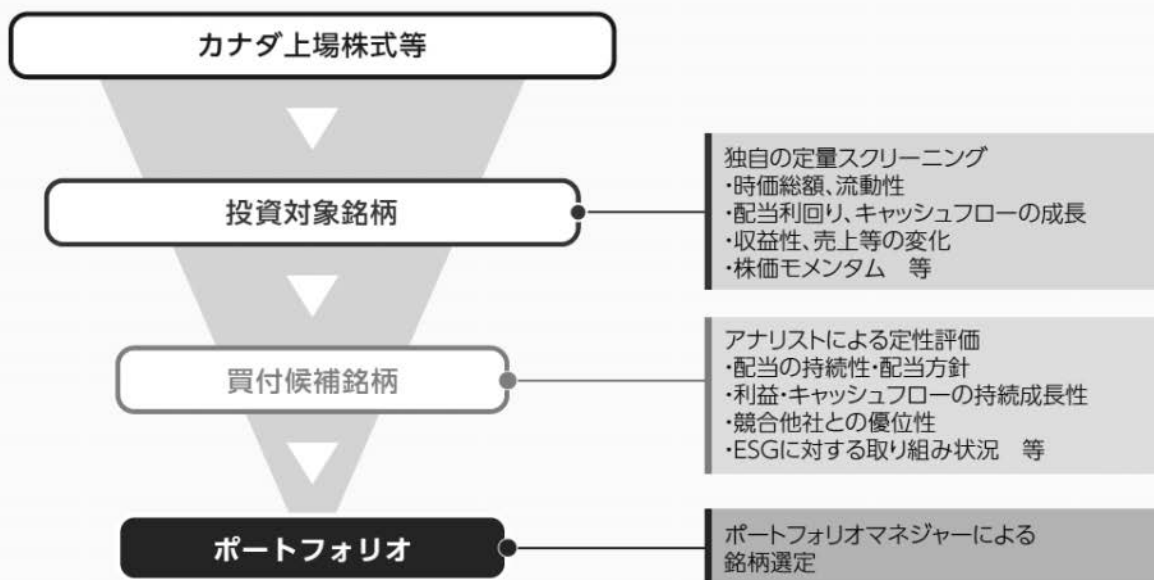 カナダ上場株式等
投資対象銘柄
独自の定量スクリーニング
・時価総額、流動性
・配当利回り、キャッシュフローの成長
・収益性、売上等の変化
・株価モメンタム　等
買付候補銘柄
アナリストによる定性評価
・配当の持続性・配当方針
・利益・キャッシュフローの持続成長性
・競合他社との優位性
・ESGに対する取り組み状況　等
ポートフォリオ
ポートフォリオマネジャーによる
銘柄選定